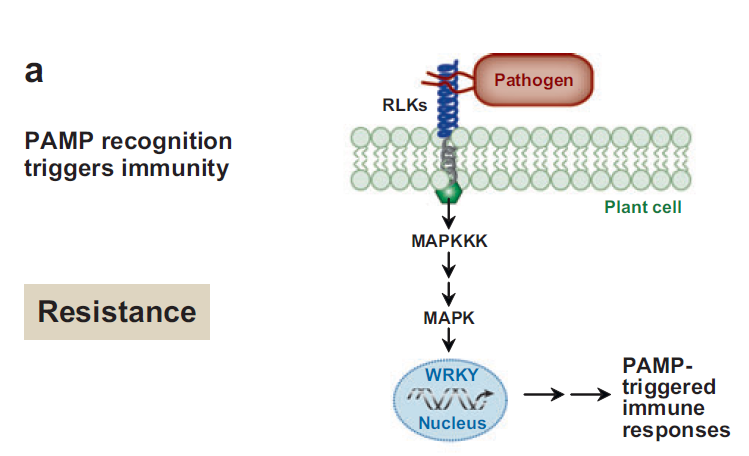 a
PAMP recognition
triggers immunity
Resistance
Pathogen
RLKs
Plant cell
MAPKKK
MAPK
WRKY
Nucleus
PAMP-
triggered
immune
responses